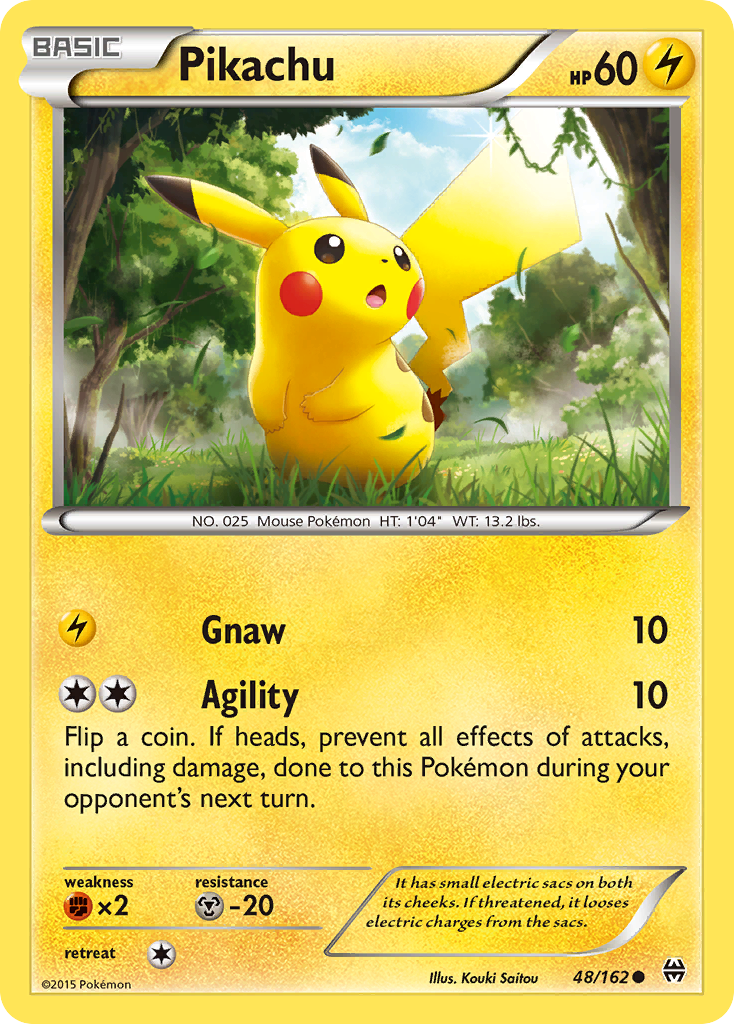 BASIC Pikachu HP60
NO. 025 Mouse Pokémon HT: 1'04" WT: 13.2 lbs.
Gnaw 10
Agility 10
Flip a coin. If heads, prevent all effects of attacks,
including damage, done to this Pokémon during your
opponent's next turn.
weakness resistance
×2 -20
retreat
It has small electric sacs on both
its cheeks. If threatened, it looses
electric charges from the sacs.
©2015 Pokémon Illus. Kouki Saitou 48/162